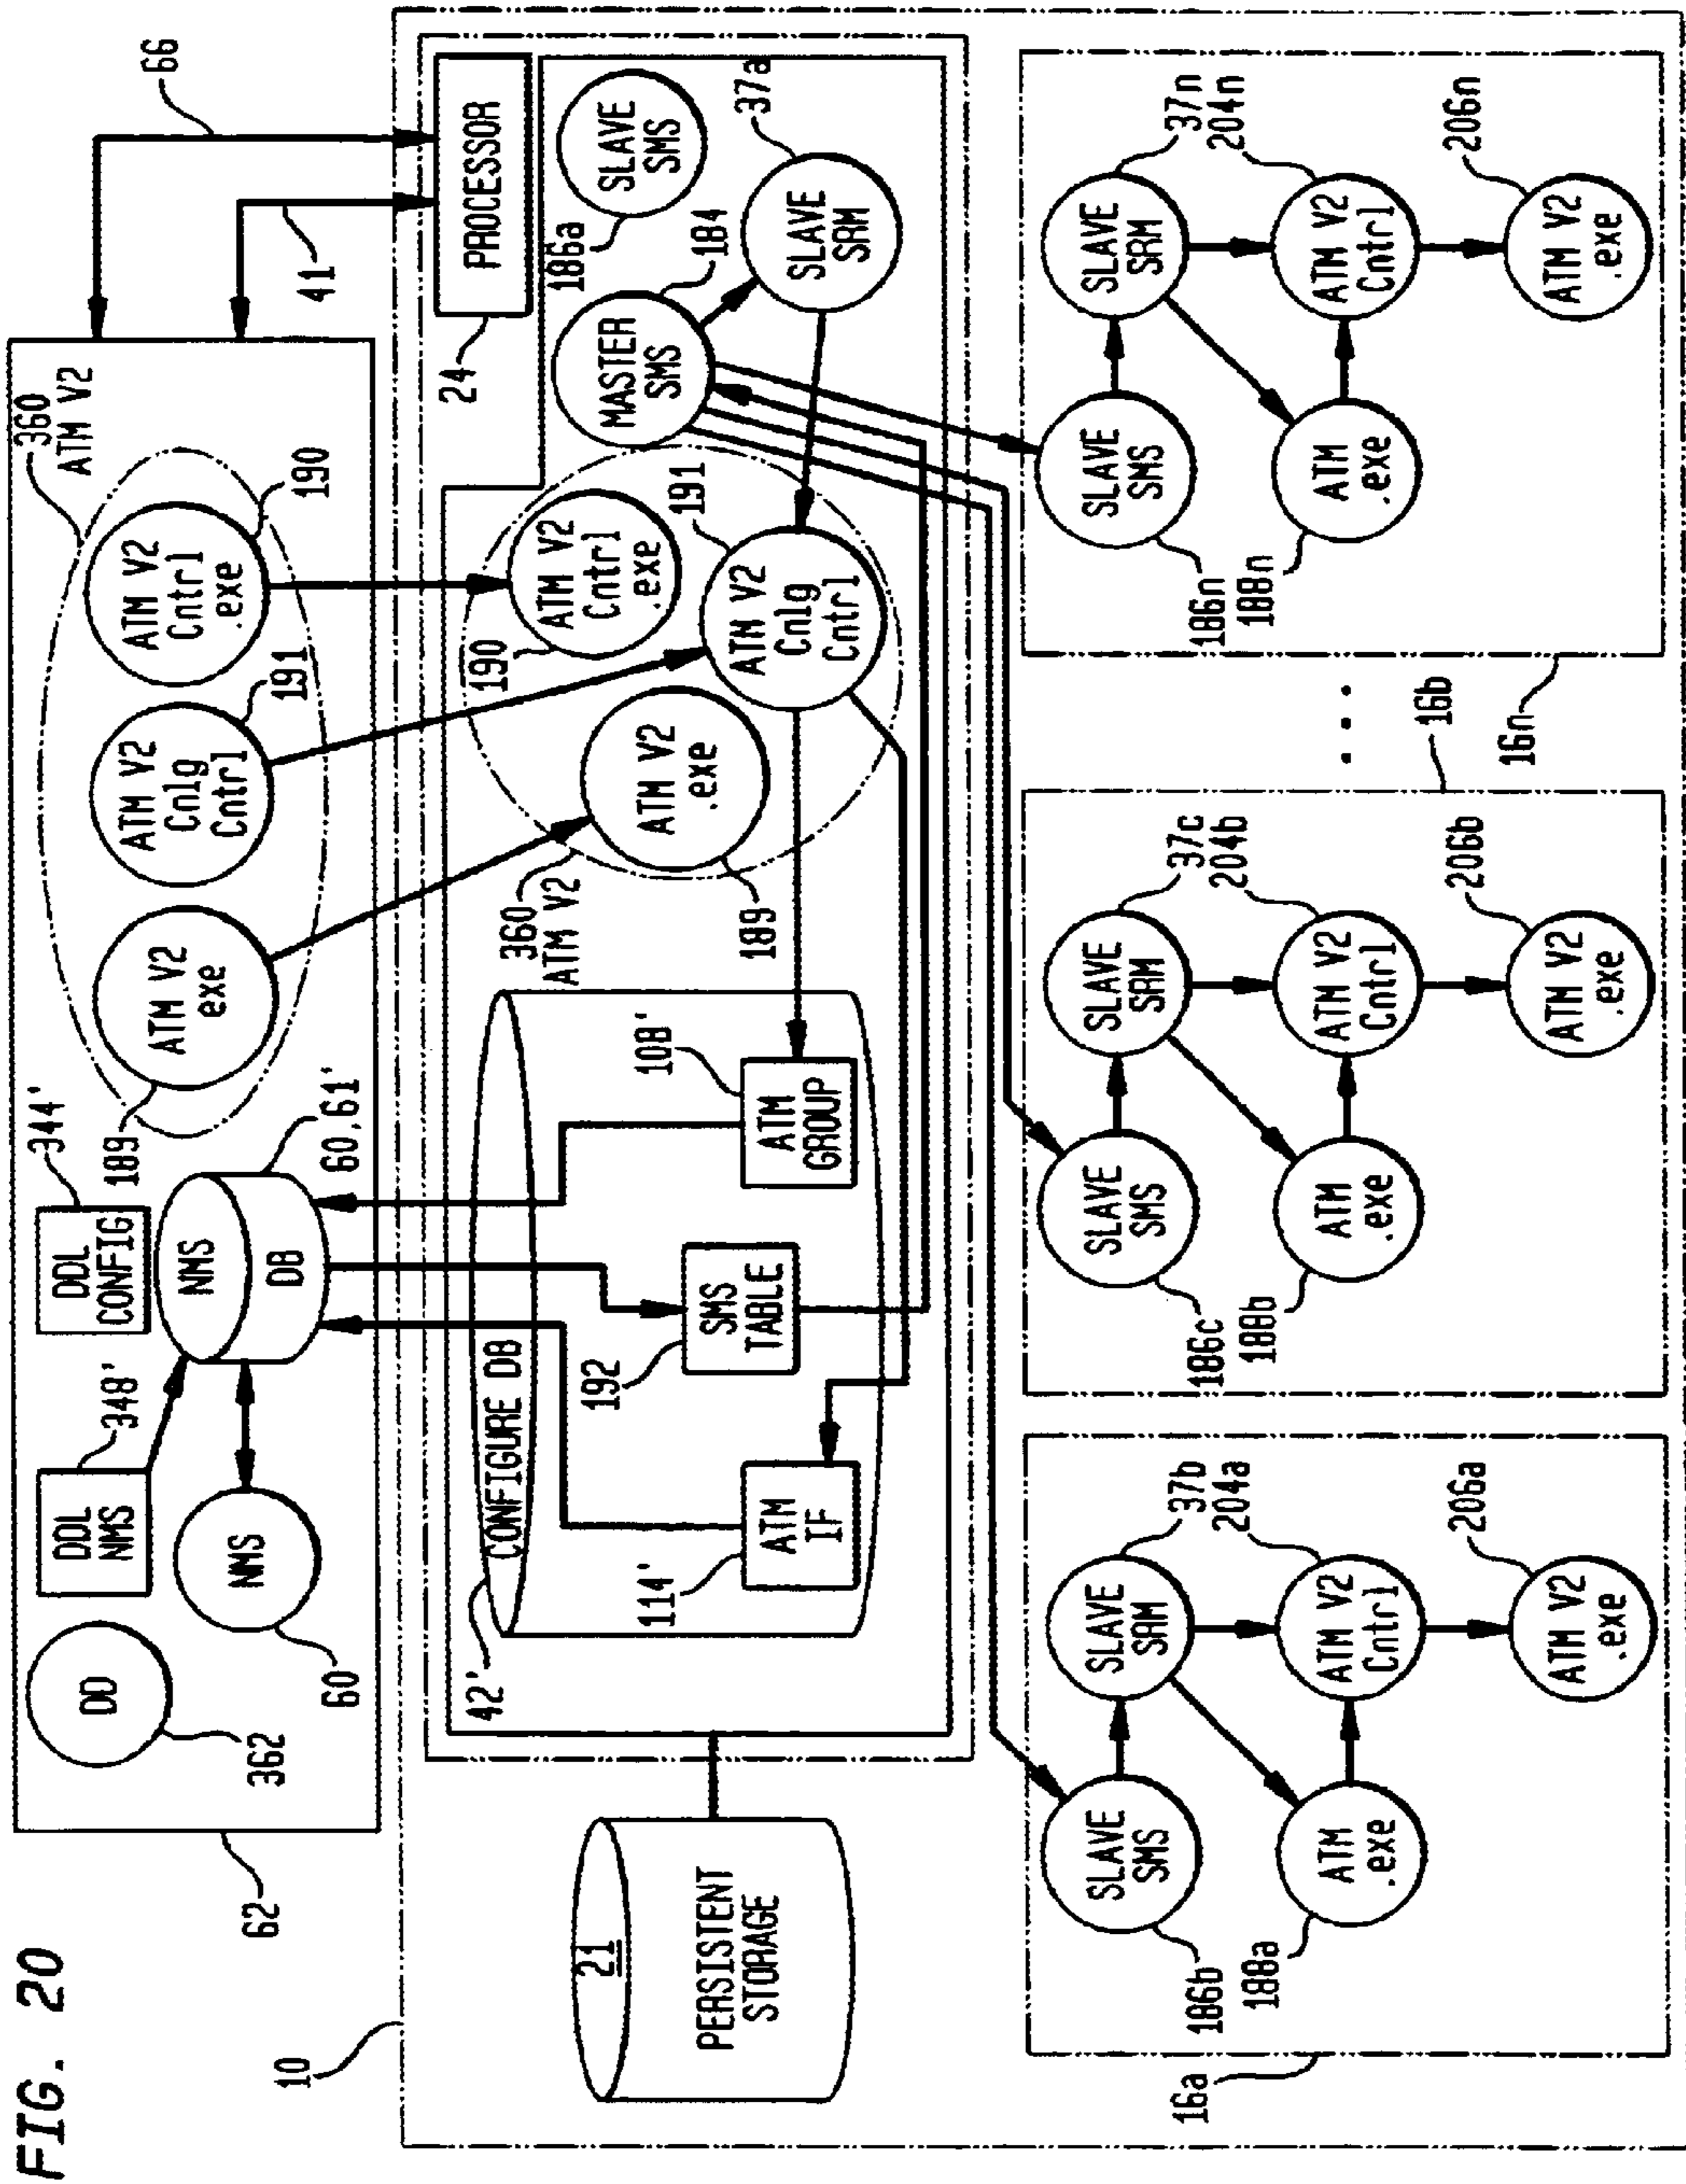 FIG. 20
62
DD
362
DDL
NMS
348'
NMS
60
DDL
CONFIG
344'
NMS
DB
60,61'
189
ATM V2
exe
ATM V2
Cnlg
Cntrl
191
ATM V2
Cntrl
.exe
190
360
ATM V2
41
66
10
21
PERSISTENT
STORAGE
42'
CONFIGURE DB
114'
ATM
IF
192
SMS
TABLE
108'
ATM
GROUP
360
ATM V2
189
ATM V2
.exe
190
ATM V2
Cntrl
.exe
191
ATM V2
Cnlg
Cntrl
24
PROCESSOR
MASTER
SMS
184
186a
SLAVE
SMS
SLAVE
SRM
37a
16a
186b
SLAVE
SMS
188a
ATM
.exe
SLAVE
SRM
37b
204a
ATM V2
Cntrl
206a
ATM V2
.exe
186c
SLAVE
SMS
188b
ATM
.exe
SLAVE
SRM
37c
204b
ATM V2
Cntrl
206b
ATM V2
.exe
16b
...
16n
186n
SLAVE
SMS
188n
ATM
.exe
SLAVE
SRM
37n
204n
ATM V2
Cntrl
206n
ATM V2
.exe